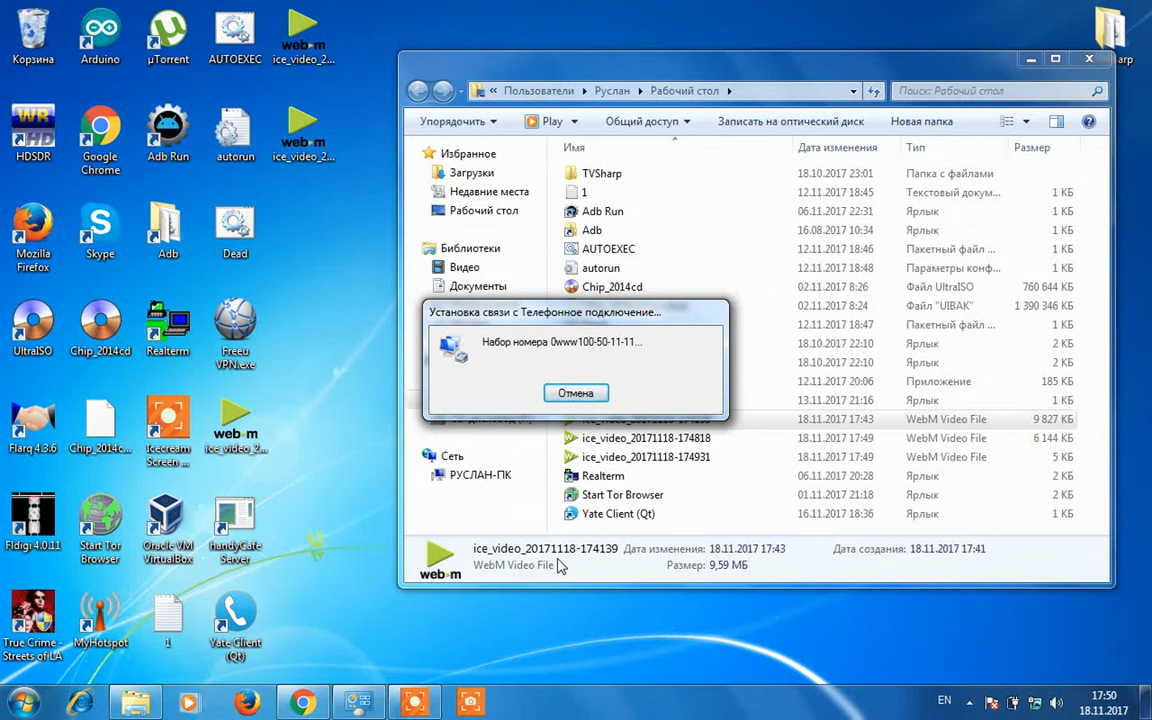 Корзина
Arduino
µTorrent
AUTOEXEC
web·m
ice_video_2...
HDSDR
Google
Chrome
Adb Run
autorun
web·m
ice_video_2...
Mozilla
Firefox
Skype
Adb
Dead
UltraISO
Chip_2014cd
Realterm
Freeu
VPN.exe
Flarq 4.3.6
Chip_2014c...
Icecream
Screen ...
web·m
ice_video_2...
Fldigi 4.0.11
Start Tor
Browser
Oracle VM
VirtualBox
handyCafe
Server
True Crime -
Streets of LA
MyHotspot
1
Yate Client
(Qt)
« Пользователи ▸ Руслан ▸ Рабочий стол ▸
Поиск: Рабочий стол
Упорядочить ▾ Play ▾ Общий доступ ▾ Записать на оптический диск Новая папка
Избранное
Загрузки
Недавние места
Рабочий стол
Библиотеки
Видео
Документы
Сеть
РУСЛАН-ПК
Имя Дата изменения Тип Размер
TVSharp 18.10.2017 23:01 Папка с файлами
1 12.11.2017 18:45 Текстовый докум... 1 КБ
Adb Run 06.11.2017 22:31 Ярлык 1 КБ
Adb 16.08.2017 10:34 Ярлык 1 КБ
AUTOEXEC 12.11.2017 18:46 Пакетный файл ... 1 КБ
autorun 12.11.2017 18:48 Параметры конф... 1 КБ
Chip_2014cd 02.11.2017 8:26 Файл UltraISO 760 644 КБ
02.11.2017 8:24 Файл "UIBAK" 1 390 346 КБ
12.11.2017 18:47 Пакетный файл ... 1 КБ
18.10.2017 22:10 Ярлык 2 КБ
18.10.2017 22:10 Ярлык 2 КБ
12.11.2017 20:06 Приложение 185 КБ
13.11.2017 21:16 Ярлык 1 КБ
18.11.2017 17:43 WebM Video File 9 827 КБ
ice_video_20171118-174818 18.11.2017 17:49 WebM Video File 6 144 КБ
ice_video_20171118-174931 18.11.2017 17:49 WebM Video File 5 КБ
Realterm 06.11.2017 20:28 Ярлык 2 КБ
Start Tor Browser 01.11.2017 21:18 Ярлык 2 КБ
Yate Client (Qt) 16.11.2017 18:36 Ярлык 2 КБ
Установка связи с Телефонное подключение...
Набор номера 0www100-50-11-11...
Отмена
web·m
ice_video_20171118-174139 Дата изменения: 18.11.2017 17:43 Дата создания: 18.11.2017 17:41
WebM Video File Размер: 9,59 МБ
EN
17:50
18.11.2017